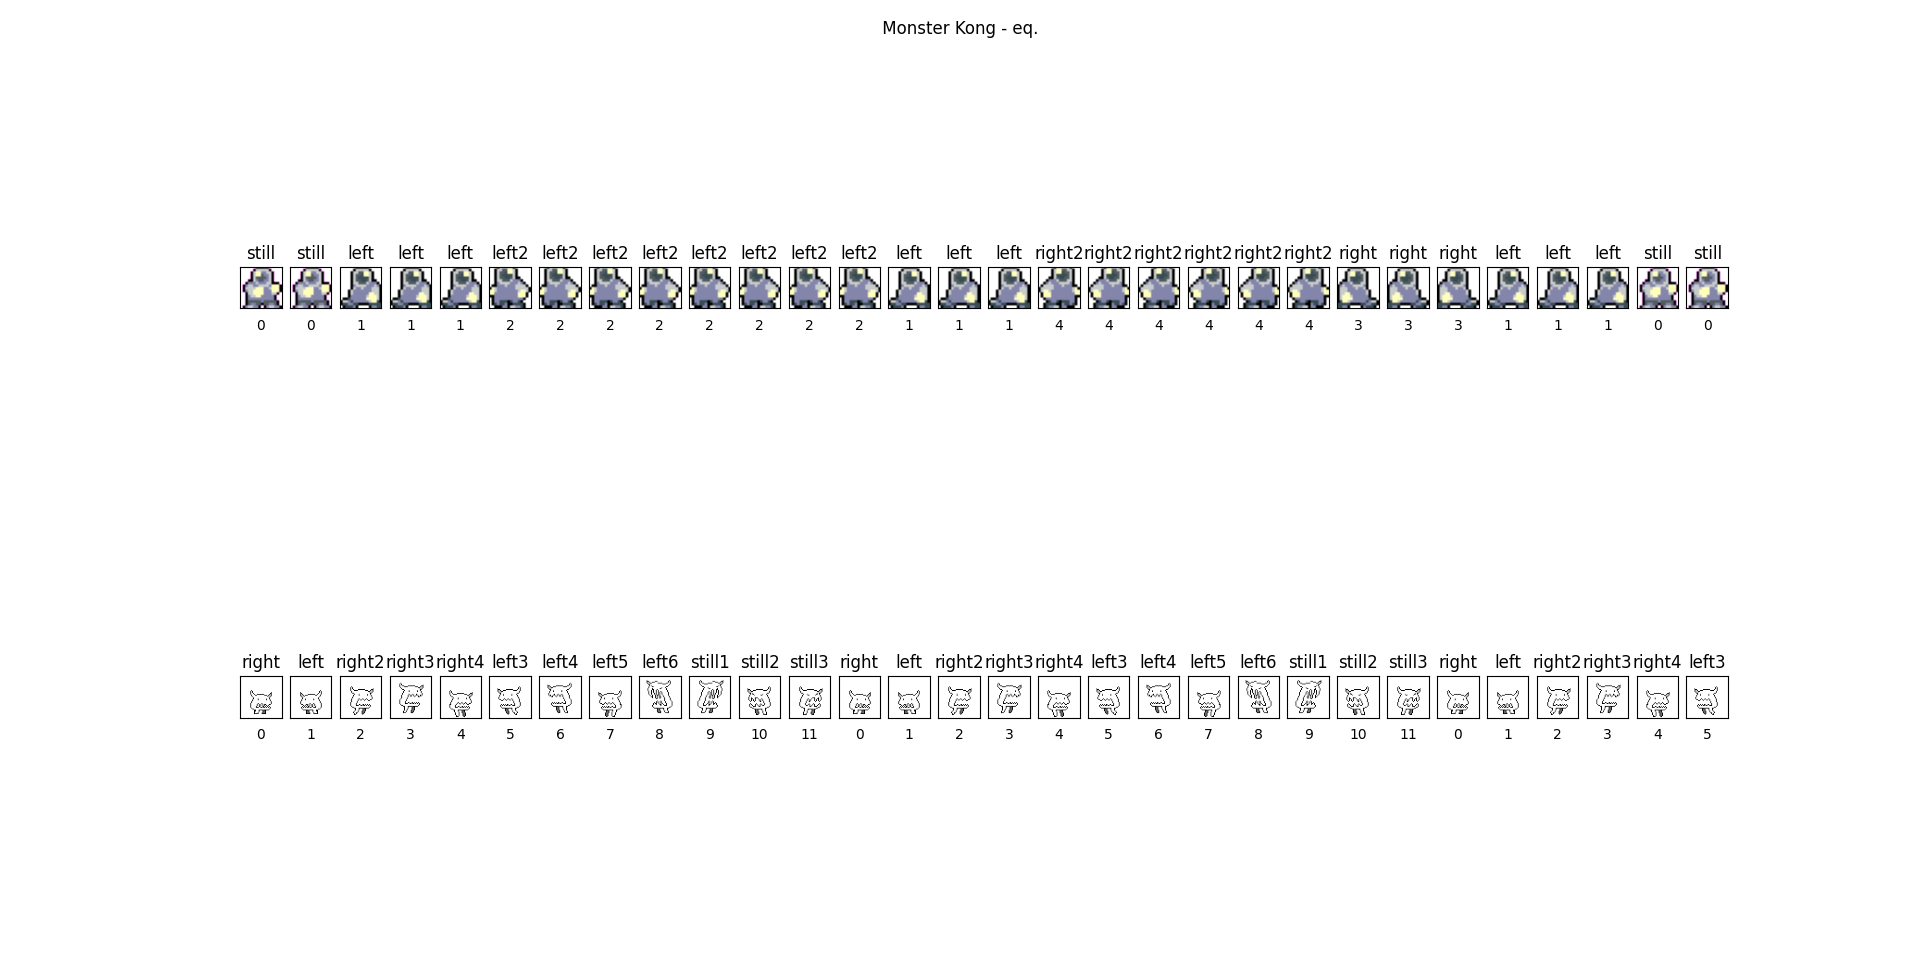 Monster Kong - eq.
still still left left left left2 left2 left2 left2 left2 left2 left2 left2 left left left right2 right2 right2 right2 right2 right2 right right right left left left still still
0 0 1 1 1 2 2 2 2 2 2 2 2 1 1 1 4 4 4 4 4 4 3 3 3 1 1 1 0 0
right left right2 right3 right4 left3 left4 left5 left6 still1 still2 still3 right left right2 right3 right4 left3 left4 left5 left6 still1 still2 still3 right left right2 right3 right4 left3
0 1 2 3 4 5 6 7 8 9 10 11 0 1 2 3 4 5 6 7 8 9 10 11 0 1 2 3 4 5